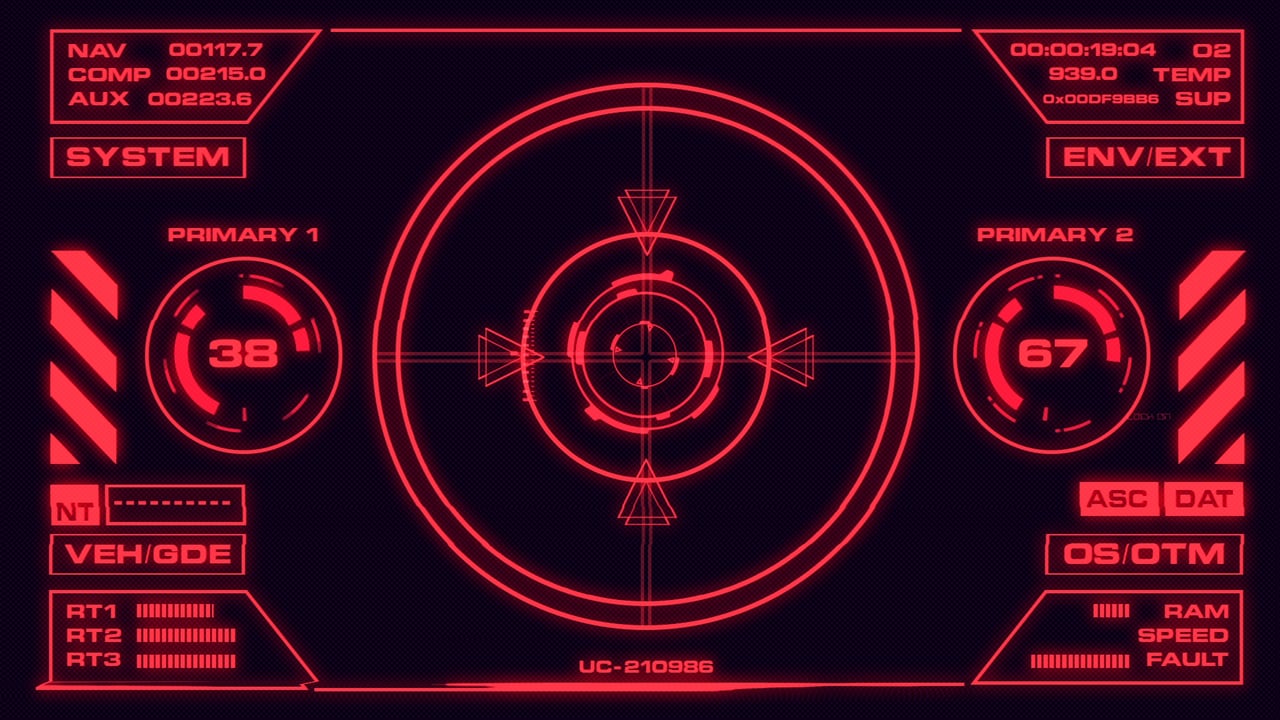 NAV 00117.7
COMP 00215.0
AUX 00223.6
SYSTEM
00:00:19:04 O2
939.0 TEMP
0x00DF9BB6 SUP
ENV/EXT
PRIMARY 1
38
PRIMARY 2
67
NT
VEH/GDE
RT1
RT2
RT3
ASC DAT
OS/OTM
RAM
SPEED
FAULT
UC-210986